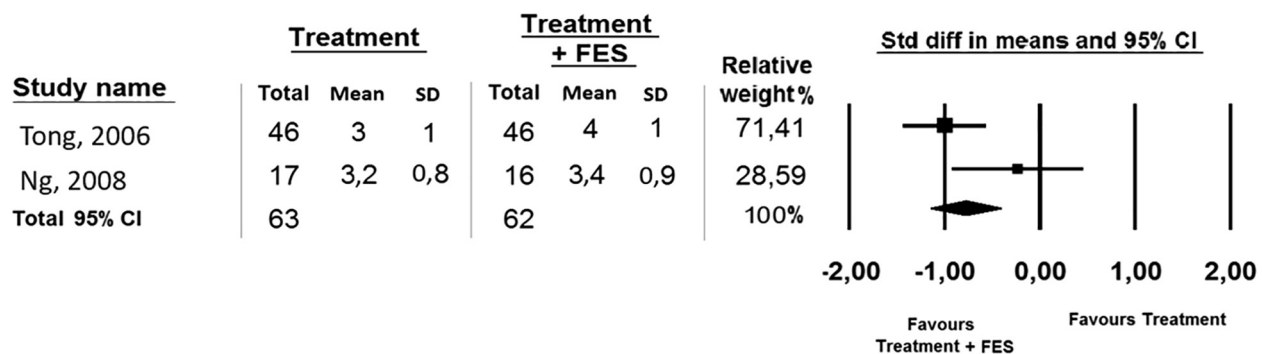 Treatment
Treatment
+ FES
Std diff in means and 95% CI
Study name
Relative
weight%
Total Mean SD Total Mean SD
Tong, 2006 46 3 1 46 4 1 71,41
Ng, 2008 17 3,2 0,8 16 3,4 0,9 28,59
Total 95% CI 63 62 100%
-2,00 -1,00 0,00 1,00 2,00
Favours
Treatment + FES
Favours Treatment